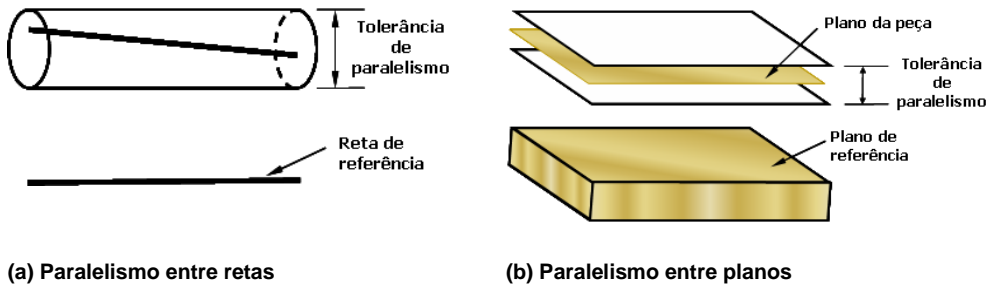 Tolerância
de
paralelismo
Reta de
referência
(a) Paralelismo entre retas
Plano da peça
Tolerância
de
paralelismo
Plano de
referência
(b) Paralelismo entre planos